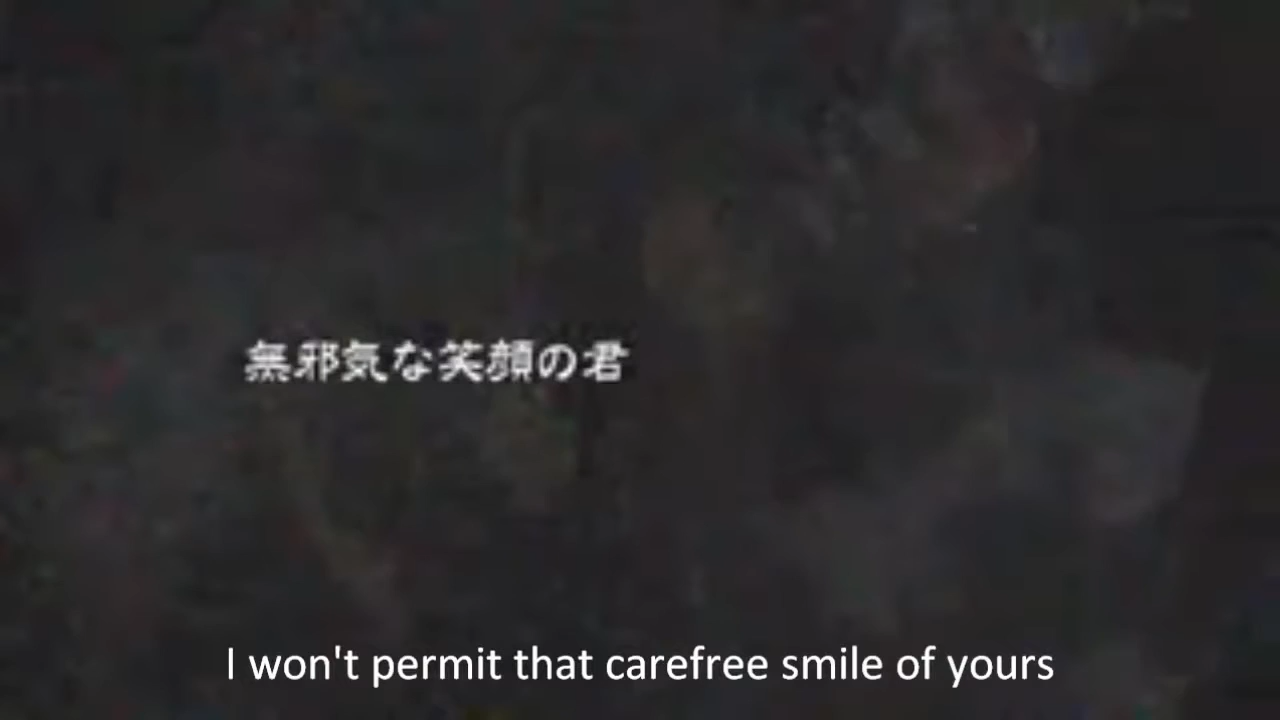 無邪気な笑顔の君
I won't permit that carefree smile of yours